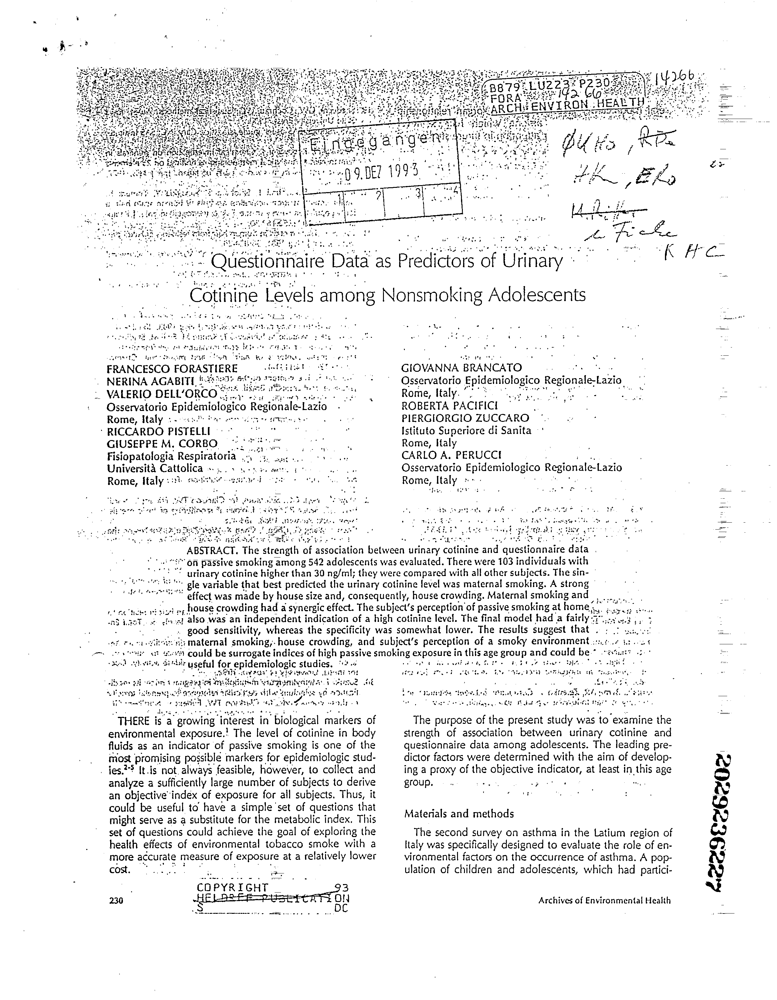 14266
B879 LU223 P230
FORA 14266
ARCH ENVIRON HEALTH
Eingegangen
09. DEZ 1993
1 2 3 4
HK, ERo
K H C
Questionnaire Data as Predictors of Urinary
Cotinine Levels among Nonsmoking Adolescents
FRANCESCO FORASTIERE
NERINA AGABITI
VALERIO DELL'ORCO
Osservatorio Epidemiologico Regionale-Lazio
Rome, Italy
RICCARDO PISTELLI
GIUSEPPE M. CORBO
Fisiopatologia Respiratoria
Università Cattolica
Rome, Italy
GIOVANNA BRANCATO
Osservatorio Epidemiologico Regionale-Lazio
Rome, Italy
ROBERTA PACIFICI
PIERGIORGIO ZUCCARO
Istituto Superiore di Sanita
Rome, Italy
CARLO A. PERUCCI
Osservatorio Epidemiologico Regionale-Lazio
Rome, Italy
ABSTRACT. The strength of association between urinary cotinine and questionnaire data
on passive smoking among 542 adolescents was evaluated. There were 103 individuals with
urinary cotinine higher than 30 ng/ml; they were compared with all other subjects. The sin-
gle variable that best predicted the urinary cotinine level was maternal smoking. A strong
effect was made by house size and, consequently, house crowding. Maternal smoking and
house crowding had a synergic effect. The subject's perception of passive smoking at home
also was an independent indication of a high cotinine level. The final model had a fairly
good sensitivity, whereas the specificity was somewhat lower. The results suggest that
maternal smoking, house crowding, and subject's perception of a smoky environment
could be surrogate indices of high passive smoking exposure in this age group and could be
useful for epidemiologic studies.
THERE is a growing interest in biological markers of
environmental exposure.1 The level of cotinine in body
fluids as an indicator of passive smoking is one of the
most promising possible markers for epidemiologic stud-
ies.2-5 It is not always feasible, however, to collect and
analyze a sufficiently large number of subjects to derive
an objective index of exposure for all subjects. Thus, it
could be useful to have a simple set of questions that
might serve as a substitute for the metabolic index. This
set of questions could achieve the goal of exploring the
health effects of environmental tobacco smoke with a
more accurate measure of exposure at a relatively lower
cost.
The purpose of the present study was to examine the
strength of association between urinary cotinine and
questionnaire data among adolescents. The leading pre-
dictor factors were determined with the aim of develop-
ing a proxy of the objective indicator, at least in this age
group.
Materials and methods
The second survey on asthma in the Latium region of
Italy was specifically designed to evaluate the role of en-
vironmental factors on the occurrence of asthma. A pop-
ulation of children and adolescents, which had partici-
COPYRIGHT 93
HELDREF PUBLICATION
S DC
230
Archives of Environmental Health
2029236227